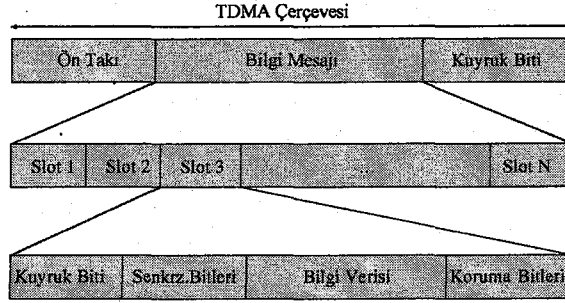 TDMA Çerçevesi
Ön Takı Bilgi Mesajı Kuyruk Biti
Slot 1 Slot 2 Slot 3 ... Slot N
Kuyruk Biti Senkrz.Bitleri Bilgi Verisi Koruma Bitleri